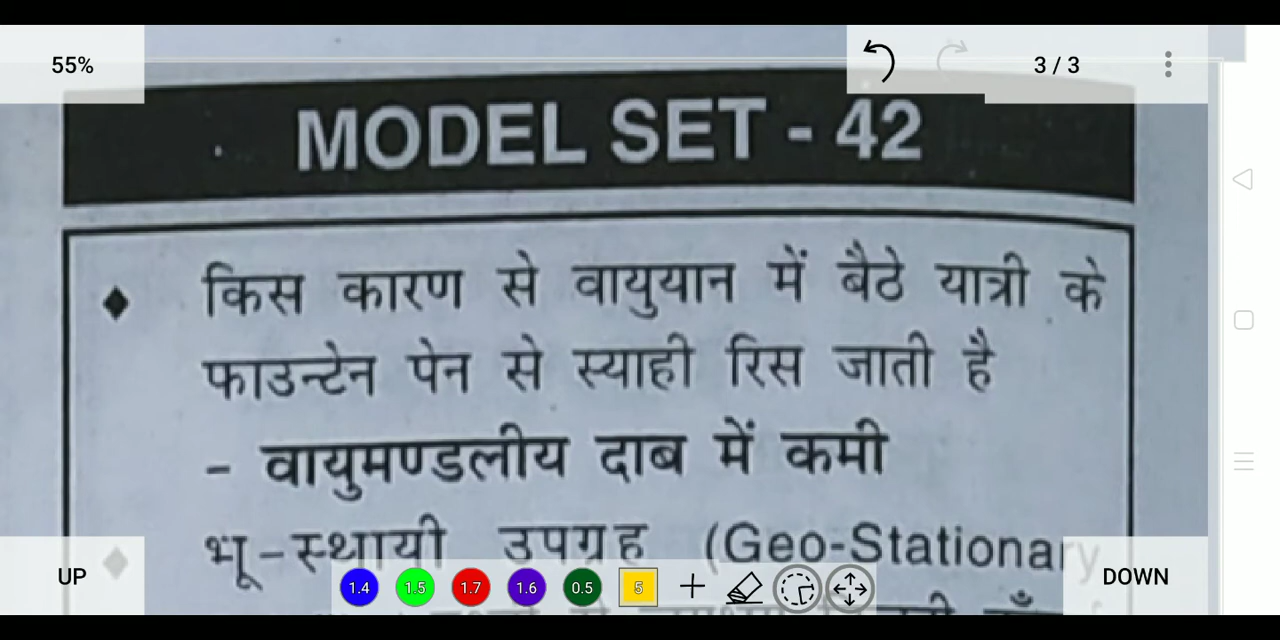 55%
3 / 3
MODEL SET - 42
किस कारण से वायुयान में बैठे यात्री के
फाउन्टेन पेन से स्याही रिस जाती है
- वायुमण्डलीय दाब में कमी
भू-स्थायी उपग्रह (Geo-Stationary
UP
1.4 1.5 1.7 1.6 0.5 5
DOWN